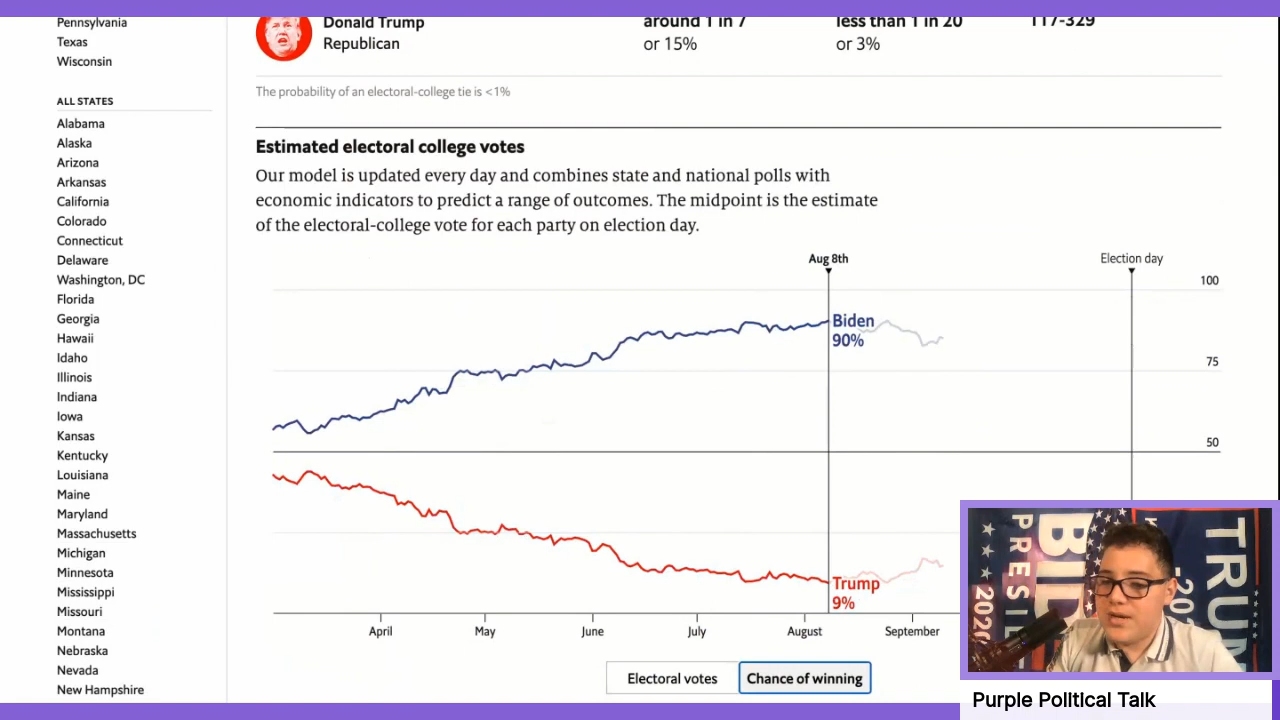 Pennsylvania
Texas
Wisconsin
ALL STATES
Alabama
Alaska
Arizona
Arkansas
California
Colorado
Connecticut
Delaware
Washington, DC
Florida
Georgia
Hawaii
Idaho
Illinois
Indiana
Iowa
Kansas
Kentucky
Louisiana
Maine
Maryland
Massachusetts
Michigan
Minnesota
Mississippi
Missouri
Montana
Nebraska
Nevada
New Hampshire
Donald Trump
Republican
around 1 in 7
or 15%
less than 1 in 20
or 3%
117-329
The probability of an electoral-college tie is <1%
Estimated electoral college votes
Our model is updated every day and combines state and national polls with
economic indicators to predict a range of outcomes. The midpoint is the estimate
of the electoral-college vote for each party on election day.
Aug 8th
Election day
100
75
50
Biden
90%
Trump
9%
April
May
June
July
August
September
Electoral votes
Chance of winning
2020
TRU
Purple Political Talk